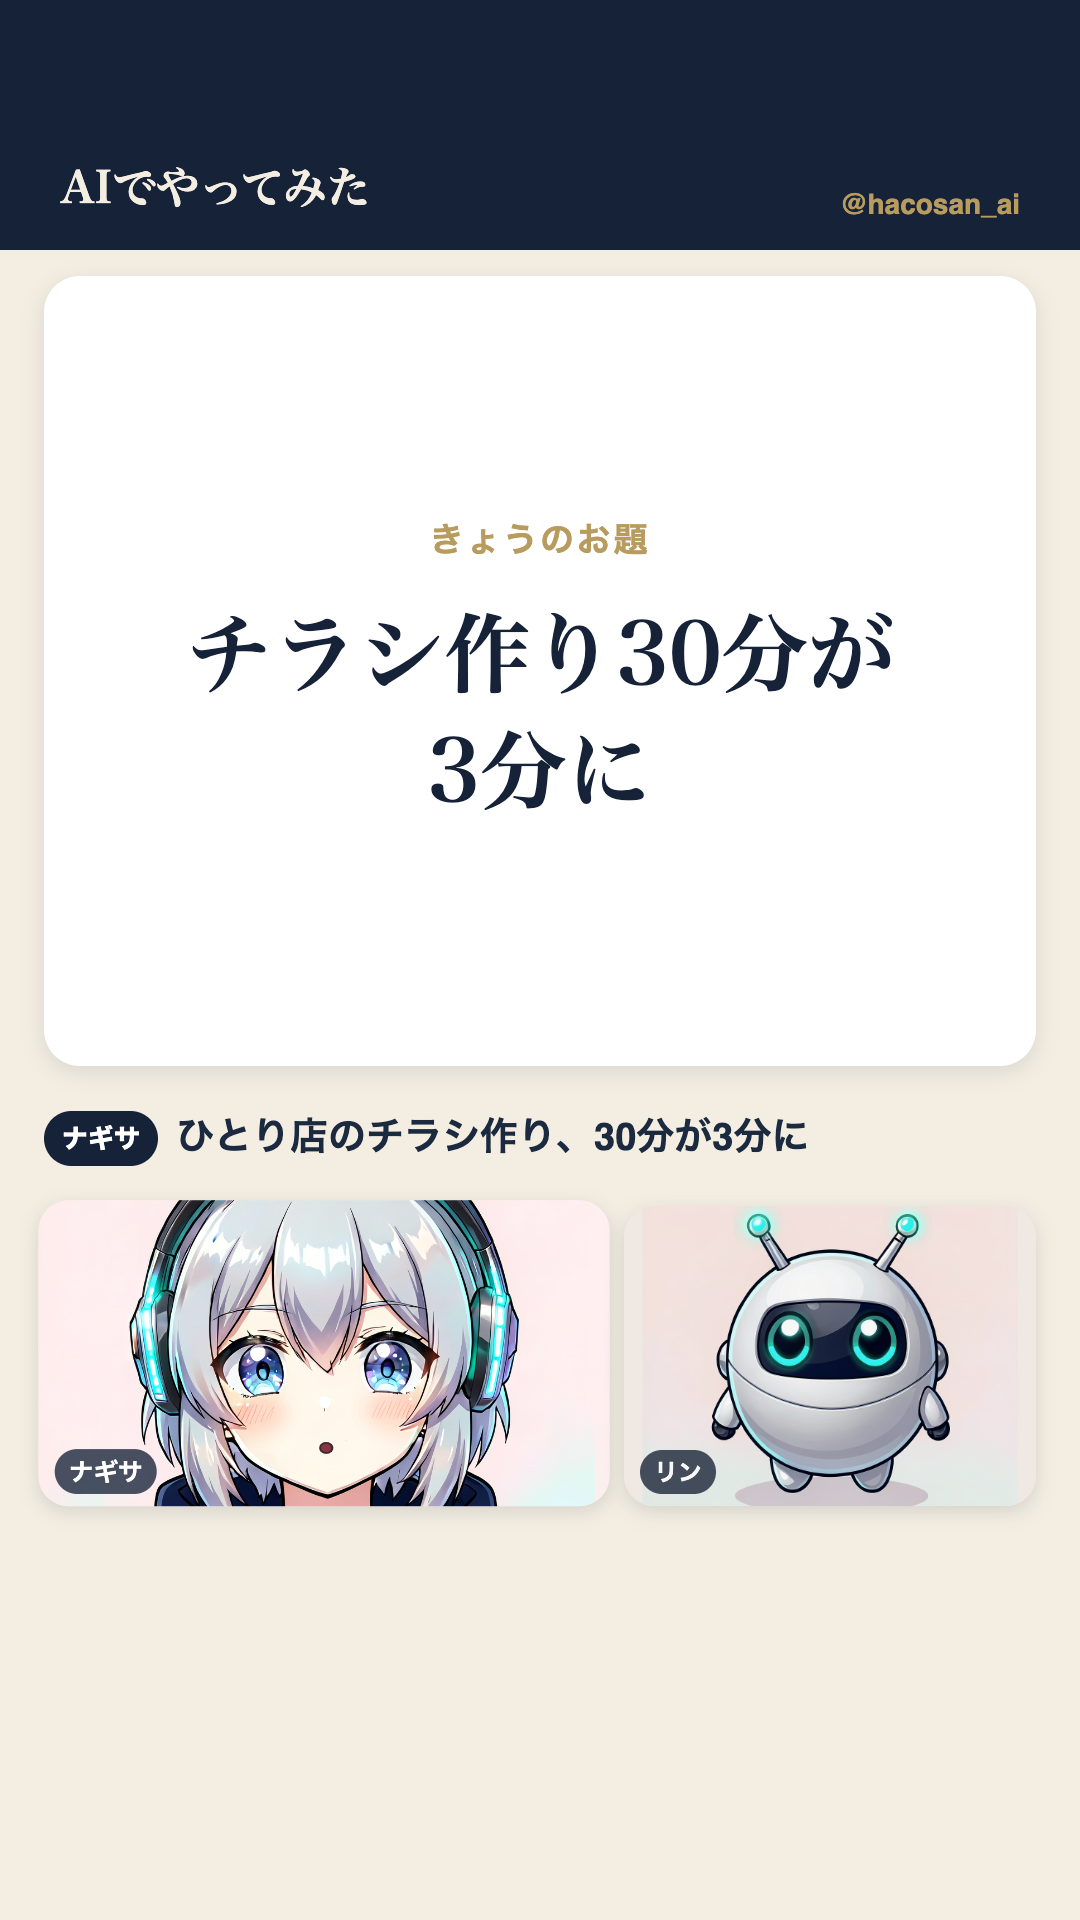 AIでやってみた
@hacosan_ai
きょうのお題
チラシ作り30分が
3分に
ナギサ ひとり店のチラシ作り、30分が3分に
ナギサ
リン